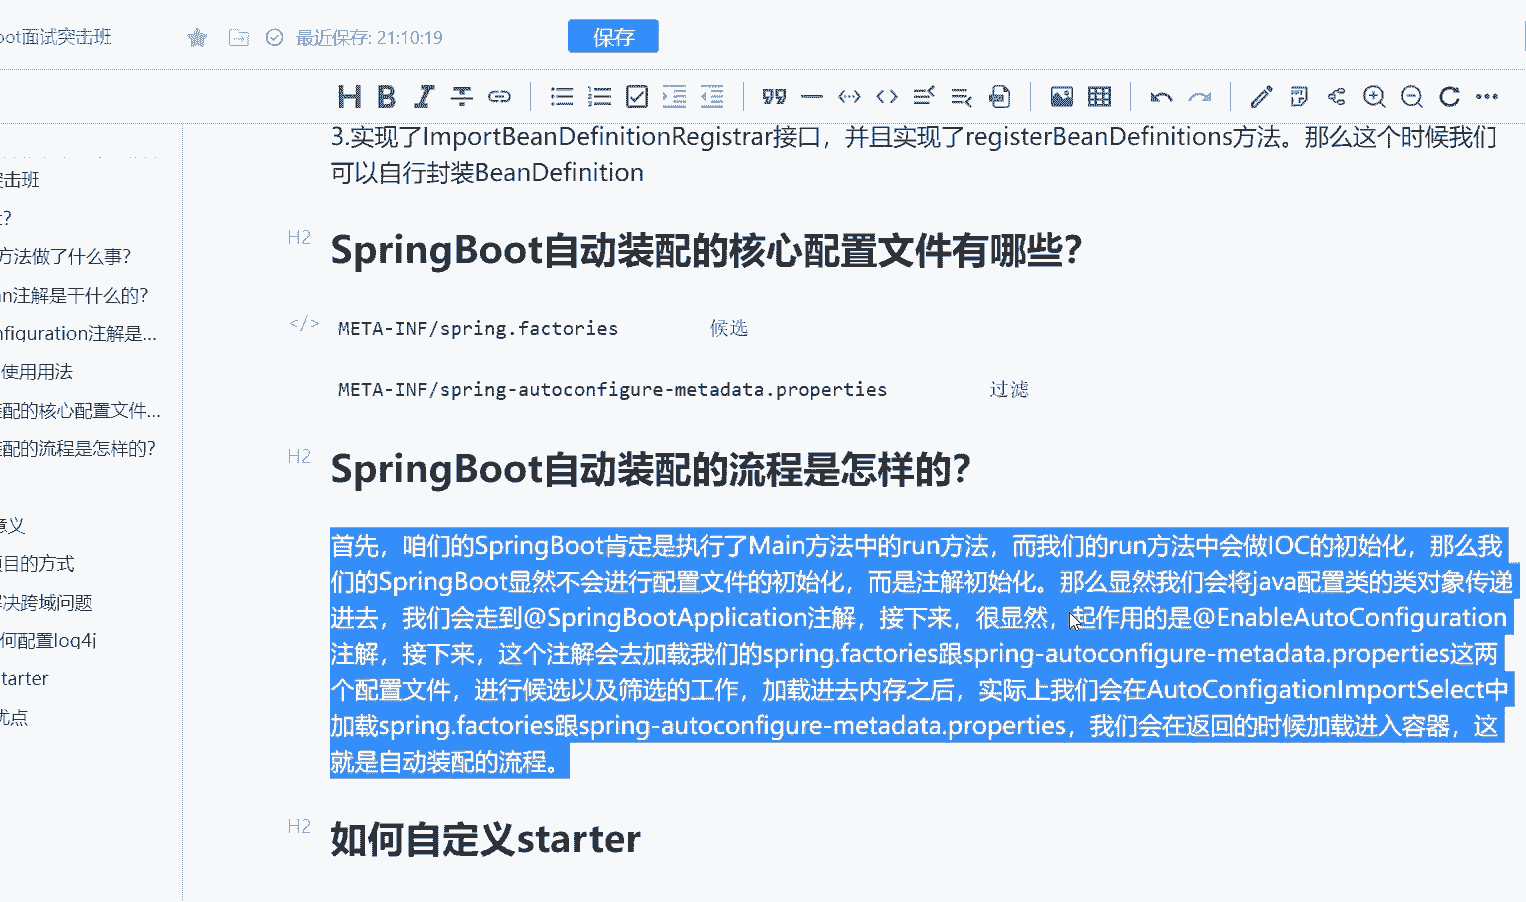 oot面试突击班
最近保存: 21:10:19
保存
突击班
方法做了什么事?
an注解是干什么的?
nfiguration注解是...
使用用法
装配的核心配置文件...
装配的流程是怎样的?
意义
项目的方式
解决跨域问题
何配置log4j
starter
优点
3.实现了ImportBeanDefinitionRegistrar接口，并且实现了registerBeanDefinitions方法。那么这个时候我们
可以自行封装BeanDefinition
H2 SpringBoot自动装配的核心配置文件有哪些?
</> META-INF/spring.factories 候选
META-INF/spring-autoconfigure-metadata.properties 过滤
H2 SpringBoot自动装配的流程是怎样的?
首先，咱们的SpringBoot肯定是执行了Main方法中的run方法，而我们的run方法中会做IOC的初始化，那么我
们的SpringBoot显然不会进行配置文件的初始化，而是注解初始化。那么显然我们会将java配置类的类对象传递
进去，我们会走到@SpringBootApplication注解，接下来，很显然，起作用的是@EnableAutoConfiguration
注解，接下来，这个注解会去加载我们的spring.factories跟spring-autoconfigure-metadata.properties这两
个配置文件，进行候选以及筛选的工作，加载进去内存之后，实际上我们会在AutoConfigationImportSelect中
加载spring.factories跟spring-autoconfigure-metadata.properties，我们会在返回的时候加载进入容器，这
就是自动装配的流程。
H2 如何自定义starter